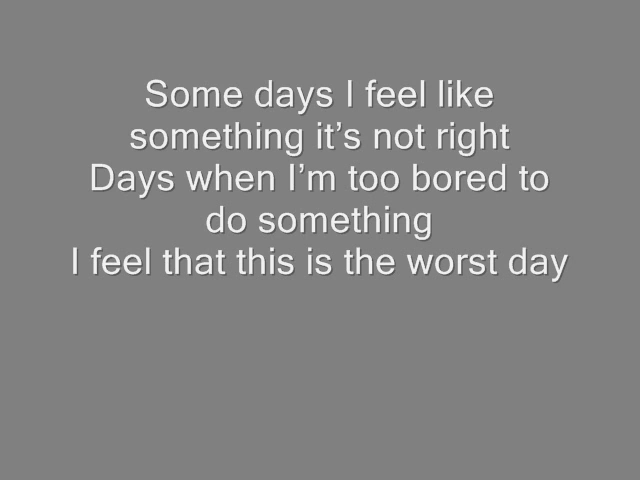 Some days I feel like
something it’s not right
Days when I’m too bored to
do something
I feel that this is the worst day